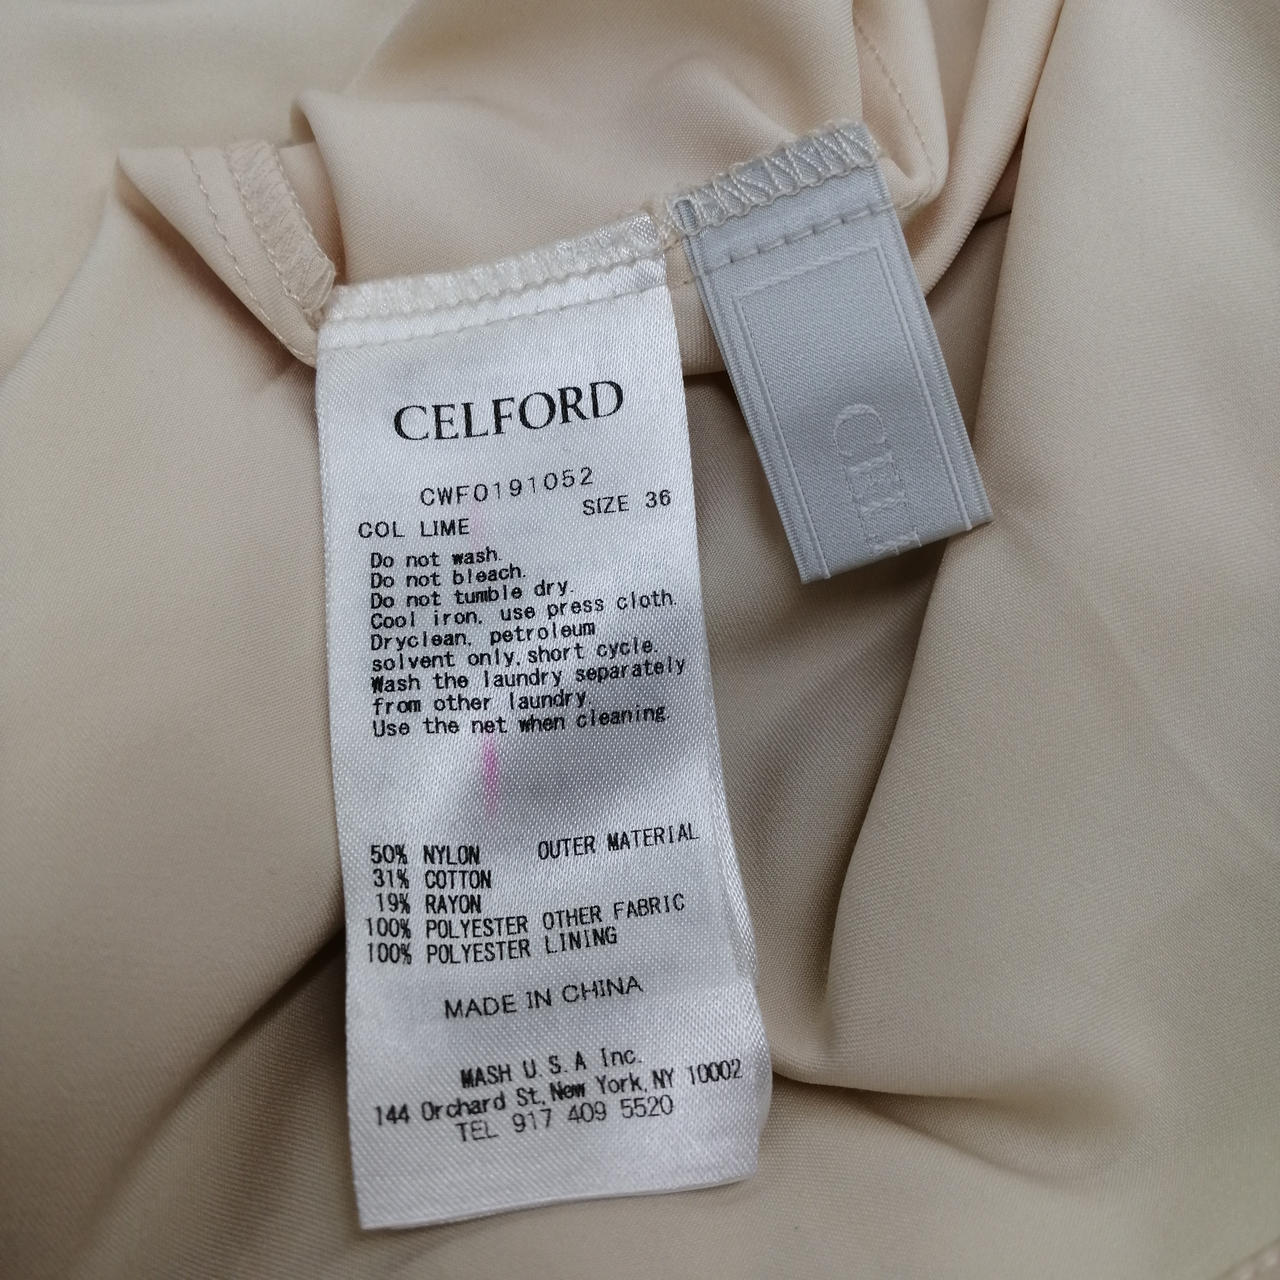 CELFORD
CWFO191052
SIZE 36
COL LIME
Do not wash.
Do not bleach.
Do not tumble dry.
Cool iron, use press cloth.
Dryclean, petroleum
solvent only, short cycle.
Wash the laundry separately
from other laundry.
Use the net when cleaning.
50% NYLON OUTER MATERIAL
31% COTTON
19% RAYON
100% POLYESTER OTHER FABRIC
100% POLYESTER LINING
MADE IN CHINA
MASH U.S.A Inc.
144 Orchard St, New York, NY 10002
TEL 917 409 5520